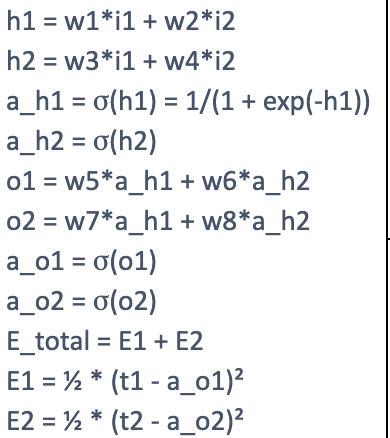 h1 = w1*i1 + w2*i2
h2 = w3*i1 + w4*i2
a_h1 = σ(h1) = 1/(1 + exp(-h1))
a_h2 = σ(h2)
o1 = w5*a_h1 + w6*a_h2
o2 = w7*a_h1 + w8*a_h2
a_o1 = σ(o1)
a_o2 = σ(o2)
E_total = E1 + E2
E1 = ½ * (t1 - a_o1)²
E2 = ½ * (t2 - a_o2)²